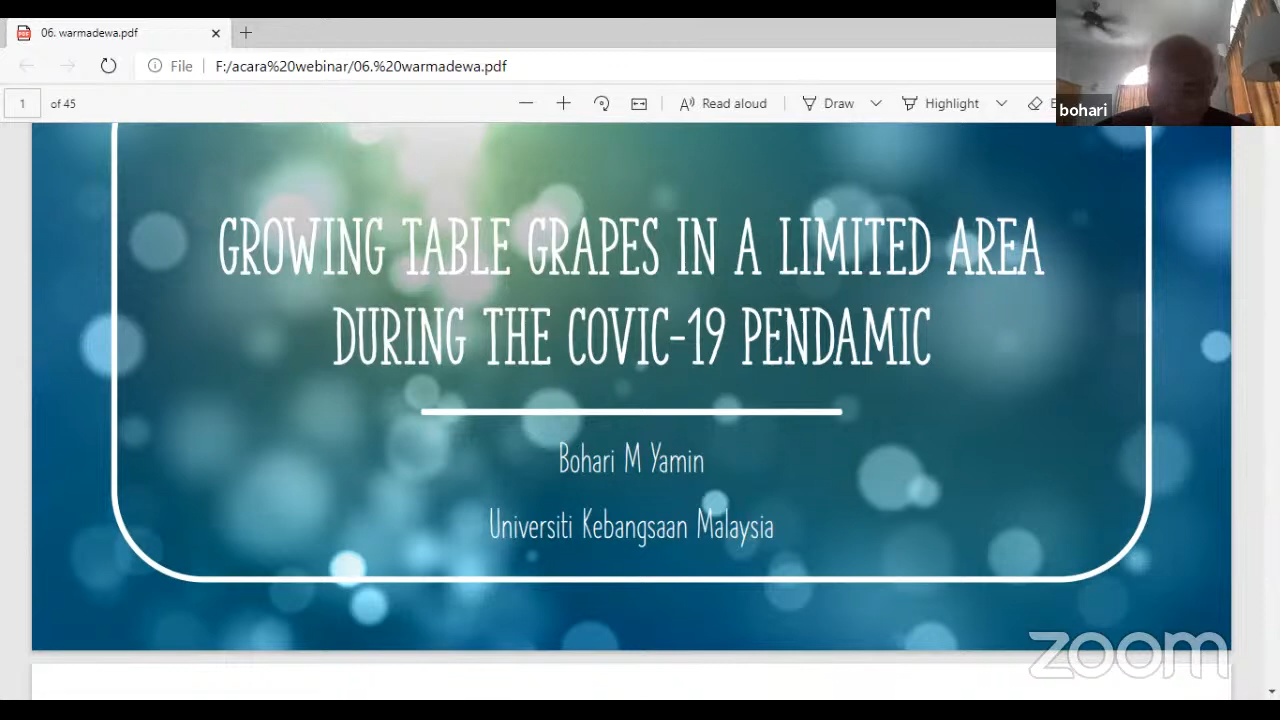 06. warmadewa.pdf
File
F:/acara%20webinar/06.%20warmadewa.pdf
1 of 45
Read aloud
Draw
Highlight
bohari
GROWING TABLE GRAPES IN A LIMITED AREA
DURING THE COVIC-19 PENDAMIC
Bohari M Yamin
Universiti Kebangsaan Malaysia
zoom